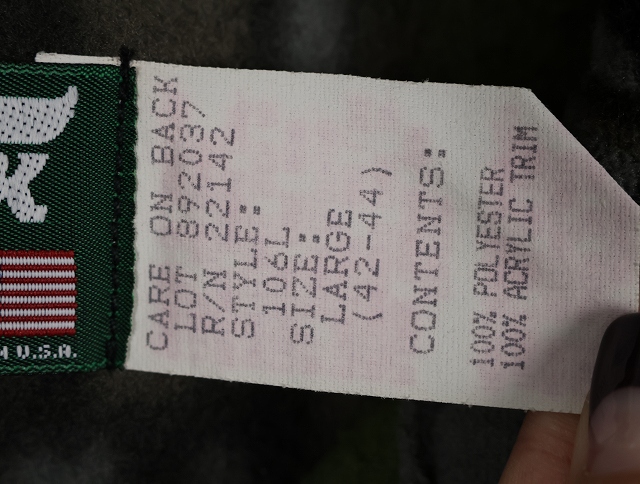 CARE ON BACK
LOT 892037
R/N 22142
STYLE:
106L
SIZE:
LARGE
(42-44)
CONTENTS:
100% POLYESTER
100% ACRYLIC TRIM
U.S.A.